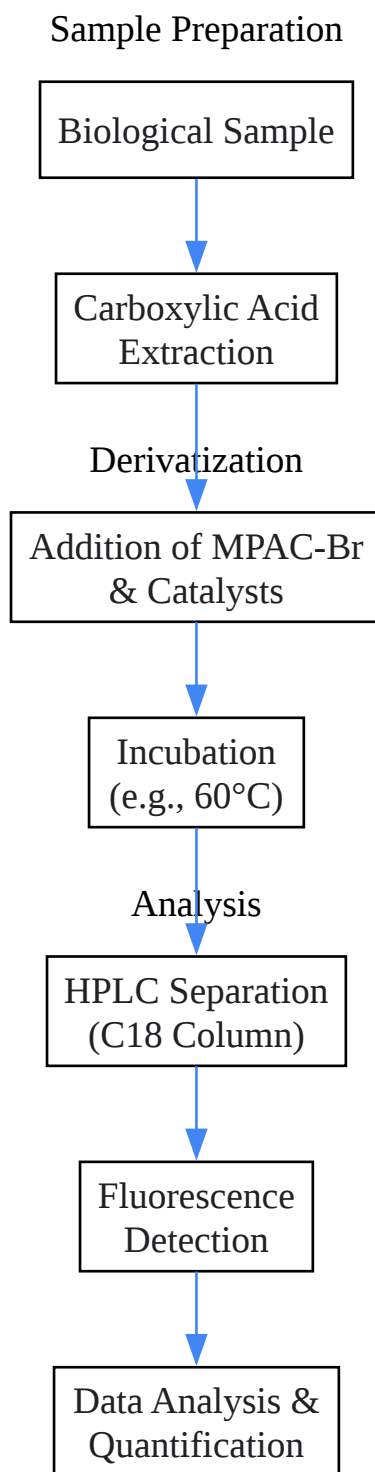 Sample Preparation
Biological Sample
Carboxylic Acid
Extraction
Derivatization
Addition of MPAC-Br
& Catalysts
Incubation
(e.g., 60°C)
Analysis
HPLC Separation
(C18 Column)
Fluorescence
Detection
Data Analysis &
Quantification